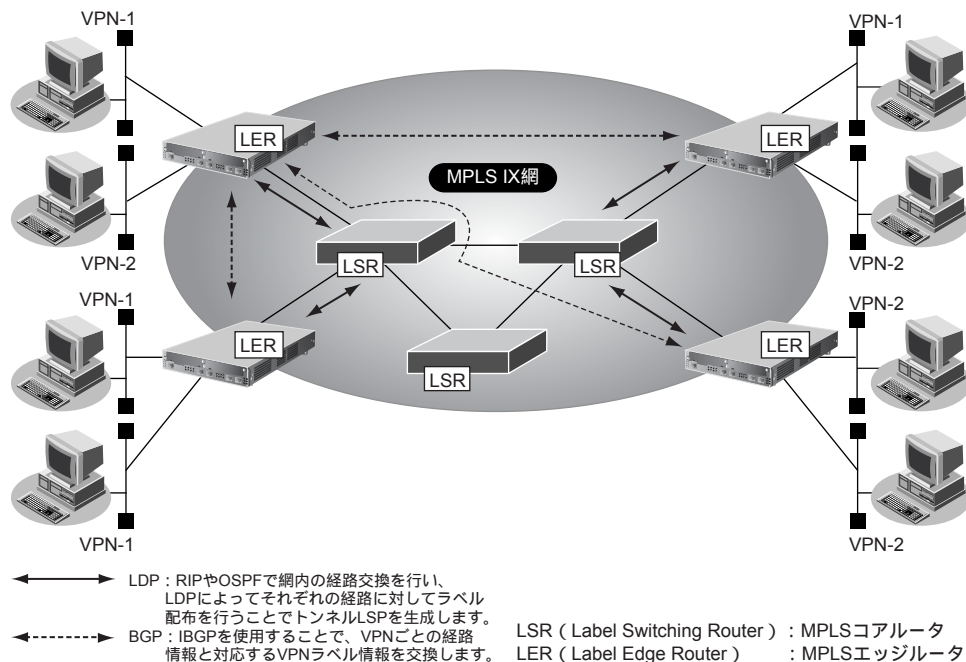 VPN-1
VPN-1
LER
LER
MPLS IX網
VPN-2
VPN-2
LSR
LSR
VPN-1
VPN-2
LER
LER
LSR
VPN-1
VPN-2
LDP：RIPやOSPFで網内の経路交換を行い、
LDPによってそれぞれの経路に対してラベル
配布を行うことでトンネルLSPを生成します。
BGP：IBGPを使用することで、VPNごとの経路
情報と対応するVPNラベル情報を交換します。
LSR（Label Switching Router）：MPLSコアルータ
LER（Label Edge Router）：MPLSエッジルータ